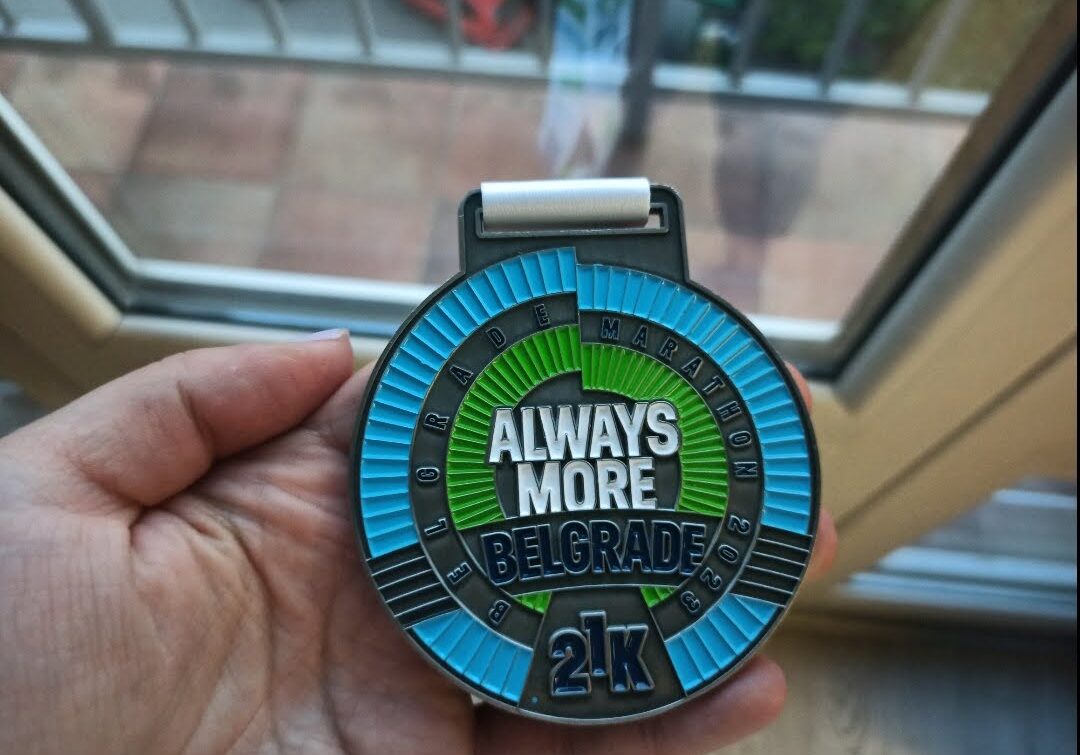 BELGRADE MARATHON 2023
ALWAYS
MORE
BELGRADE
21K